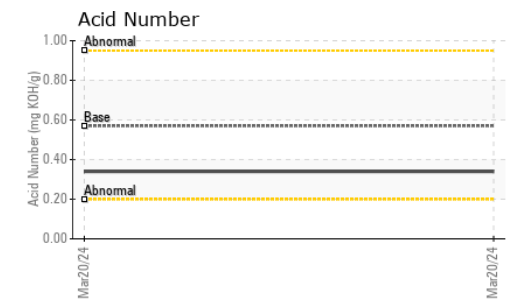 Acid Number
Acid Number (mg KOH/g)
1.00
0.80
0.60
0.40
0.20
0.00
Abnormal
Base
Abnormal
Mar20/24
Mar20/24